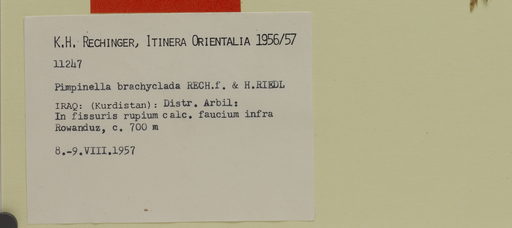 K.H. RECHINGER, ITINERA ORIENTALIA 1956/57
11247
Pimpinella brachyclada RECH.f. & H.RIEDL
IRAQ: (Kurdistan): Distr. Arbil:
In fissuris rupium calc. faucium infra
Rowanduz, c. 700 m
8.-9.VIII.1957